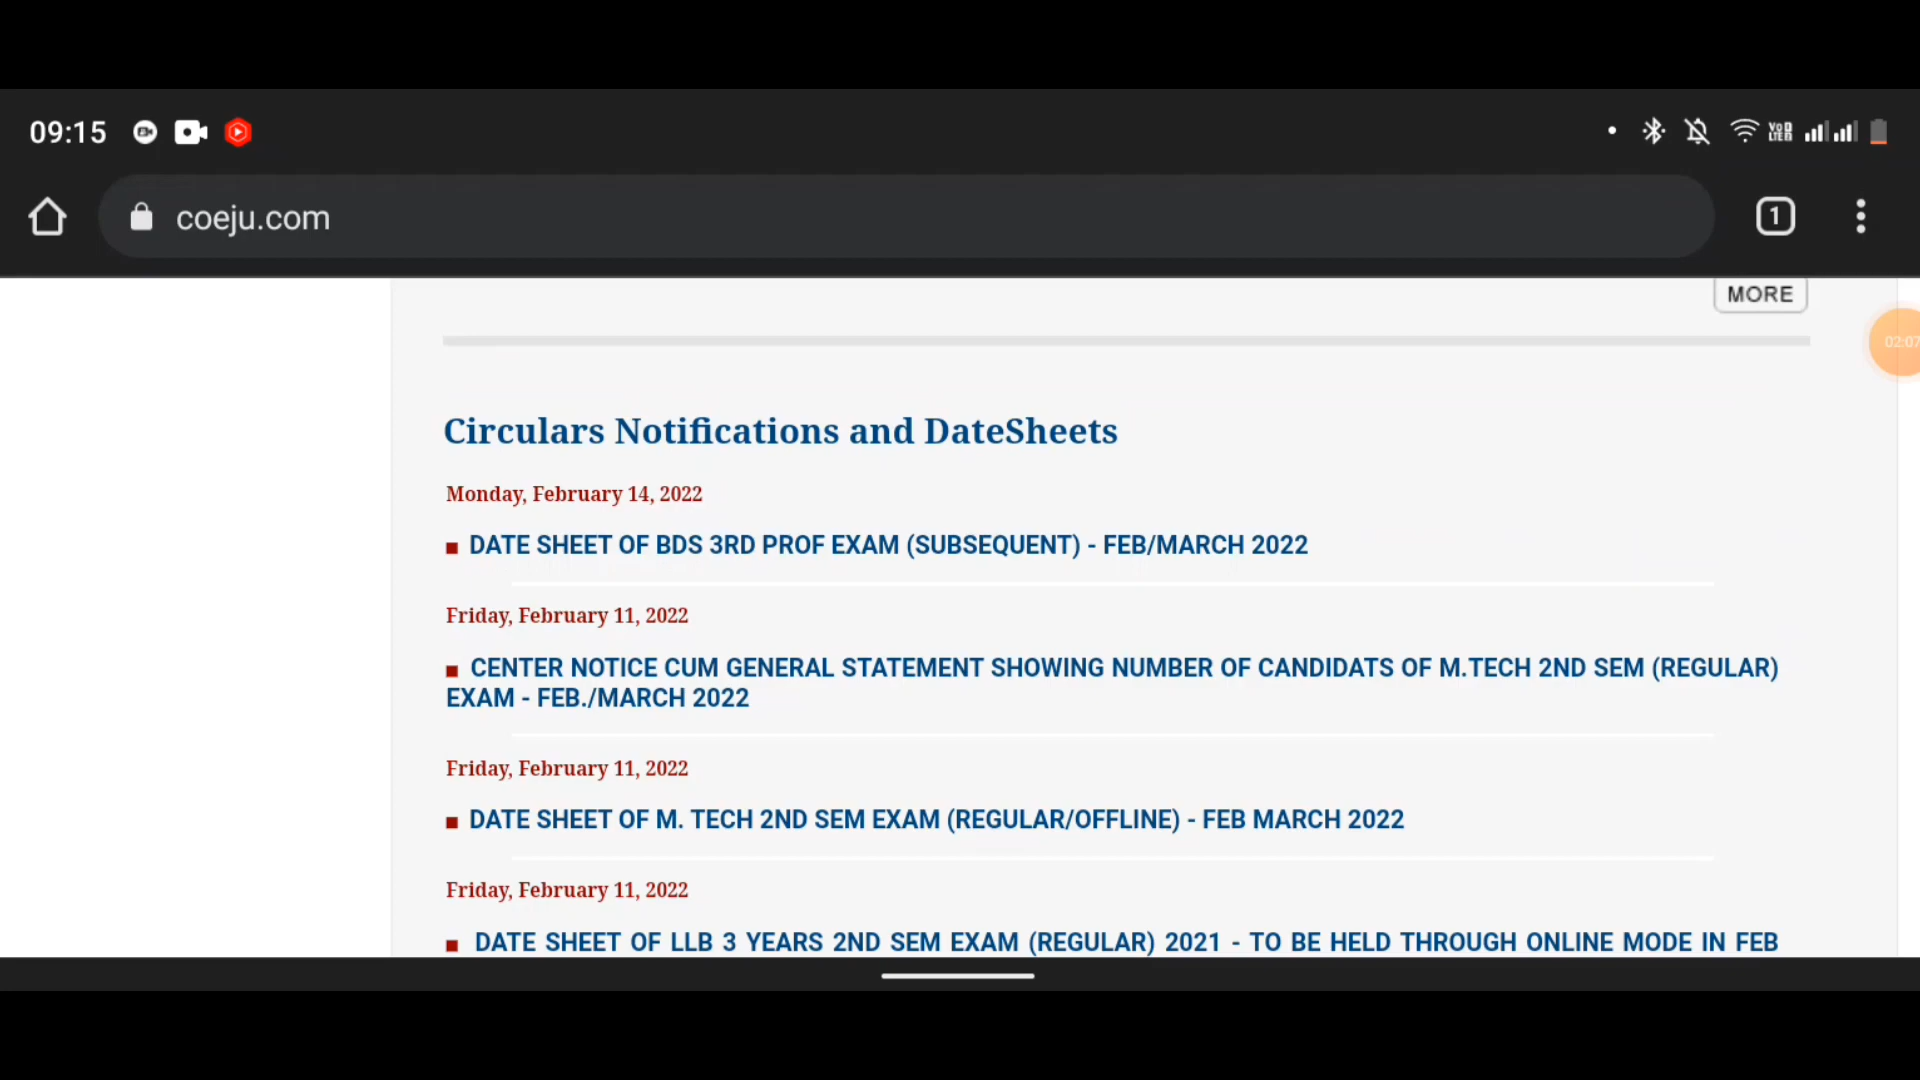 09:15
VoD
LTE2
coeju.com
1
MORE
02:07
Circulars Notifications and DateSheets
Monday, February 14, 2022
DATE SHEET OF BDS 3RD PROF EXAM (SUBSEQUENT) - FEB/MARCH 2022
Friday, February 11, 2022
CENTER NOTICE CUM GENERAL STATEMENT SHOWING NUMBER OF CANDIDATS OF M.TECH 2ND SEM (REGULAR)
EXAM - FEB./MARCH 2022
Friday, February 11, 2022
DATE SHEET OF M. TECH 2ND SEM EXAM (REGULAR/OFFLINE) - FEB MARCH 2022
Friday, February 11, 2022
DATE SHEET OF LLB 3 YEARS 2ND SEM EXAM (REGULAR) 2021 - TO BE HELD THROUGH ONLINE MODE IN FEB